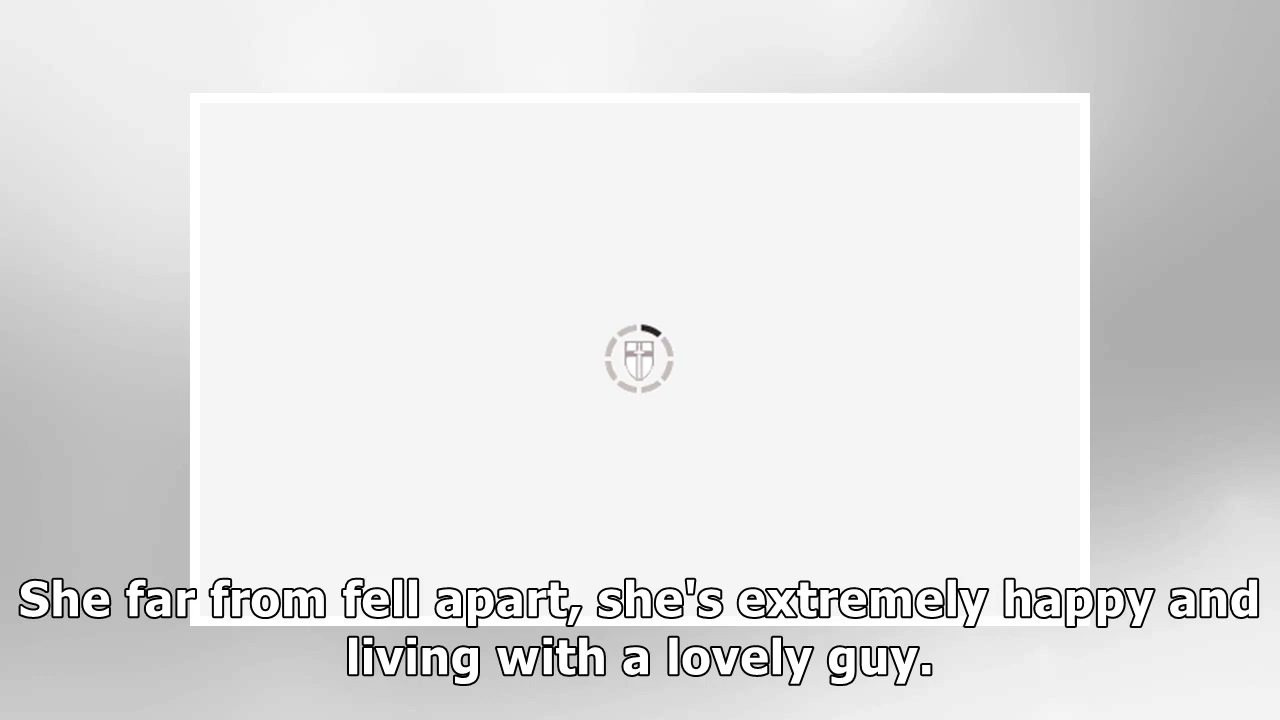 She far from fell apart, she's extremely happy and
living with a lovely guy.